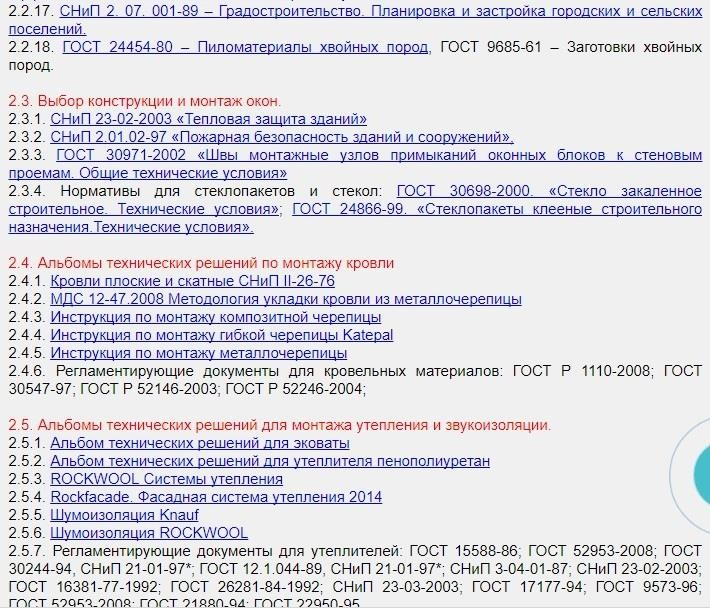 2.2.17. СНиП 2. 07. 001-89 – Градостроительство. Планировка и застройка городских и сельских
поселений.
2.2.18. ГОСТ 24454-80 – Пиломатериалы хвойных пород, ГОСТ 9685-61 – Заготовки хвойных
пород.
2.3. Выбор конструкции и монтаж окон.
2.3.1. СНиП 23-02-2003 «Тепловая защита зданий»
2.3.2. СНиП 2.01.02-97 «Пожарная безопасность зданий и сооружений»,
2.3.3. ГОСТ 30971-2002 «Швы монтажные узлов примыканий оконных блоков к стеновым
проемам. Общие технические условия»
2.3.4. Нормативы для стеклопакетов и стекол: ГОСТ 30698-2000. «Стекло закаленное
строительное. Технические условия»; ГОСТ 24866-99. «Стеклопакеты клееные строительного
назначения.Технические условия».
2.4. Альбомы технических решений по монтажу кровли
2.4.1. Кровли плоские и скатные СНиП II-26-76
2.4.2. МДС 12-47.2008 Методология укладки кровли из металлочерепицы
2.4.3. Инструкция по монтажу композитной черепицы
2.4.4. Инструкция по монтажу гибкой черепицы Katepal
2.4.5. Инструкция по монтажу металлочерепицы
2.4.6. Регламентирующие документы для кровельных материалов: ГОСТ Р 1110-2008; ГОСТ
30547-97; ГОСТ Р 52146-2003; ГОСТ Р 52246-2004;
2.5. Альбомы технических решений для монтажа утепления и звукоизоляции.
2.5.1. Альбом технических решений для эковаты
2.5.2. Альбом технических решений для утеплителя пенополиуретан
2.5.3. ROCKWOOL Системы утепления
2.5.4. Rockfacade. Фасадная система утепления 2014
2.5.5. Шумоизоляция Knauf
2.5.6. Шумоизоляция ROCKWOOL
2.5.7. Регламентирующие документы для утеплителей: ГОСТ 15588-86; ГОСТ 52953-2008; ГОСТ
30244-94, СНиП 21-01-97*; ГОСТ 12.1.044-89, СНиП 21-01-97*; СНиП 3-04-01-87; СНиП 23-02-2003;
ГОСТ 16381-77-1992; ГОСТ 26281-84-1992; СНиП 23-03-2003; ГОСТ 17177-94; ГОСТ 9573-96;
ГОСТ 52953-2008; ГОСТ 21880-94; ГОСТ 22950-95